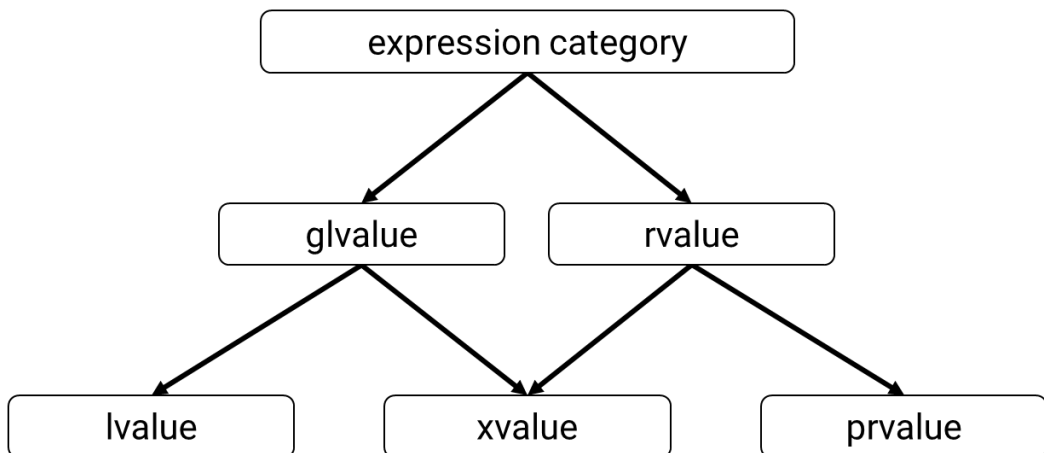 expression category
glvalue
rvalue
lvalue
xvalue
prvalue